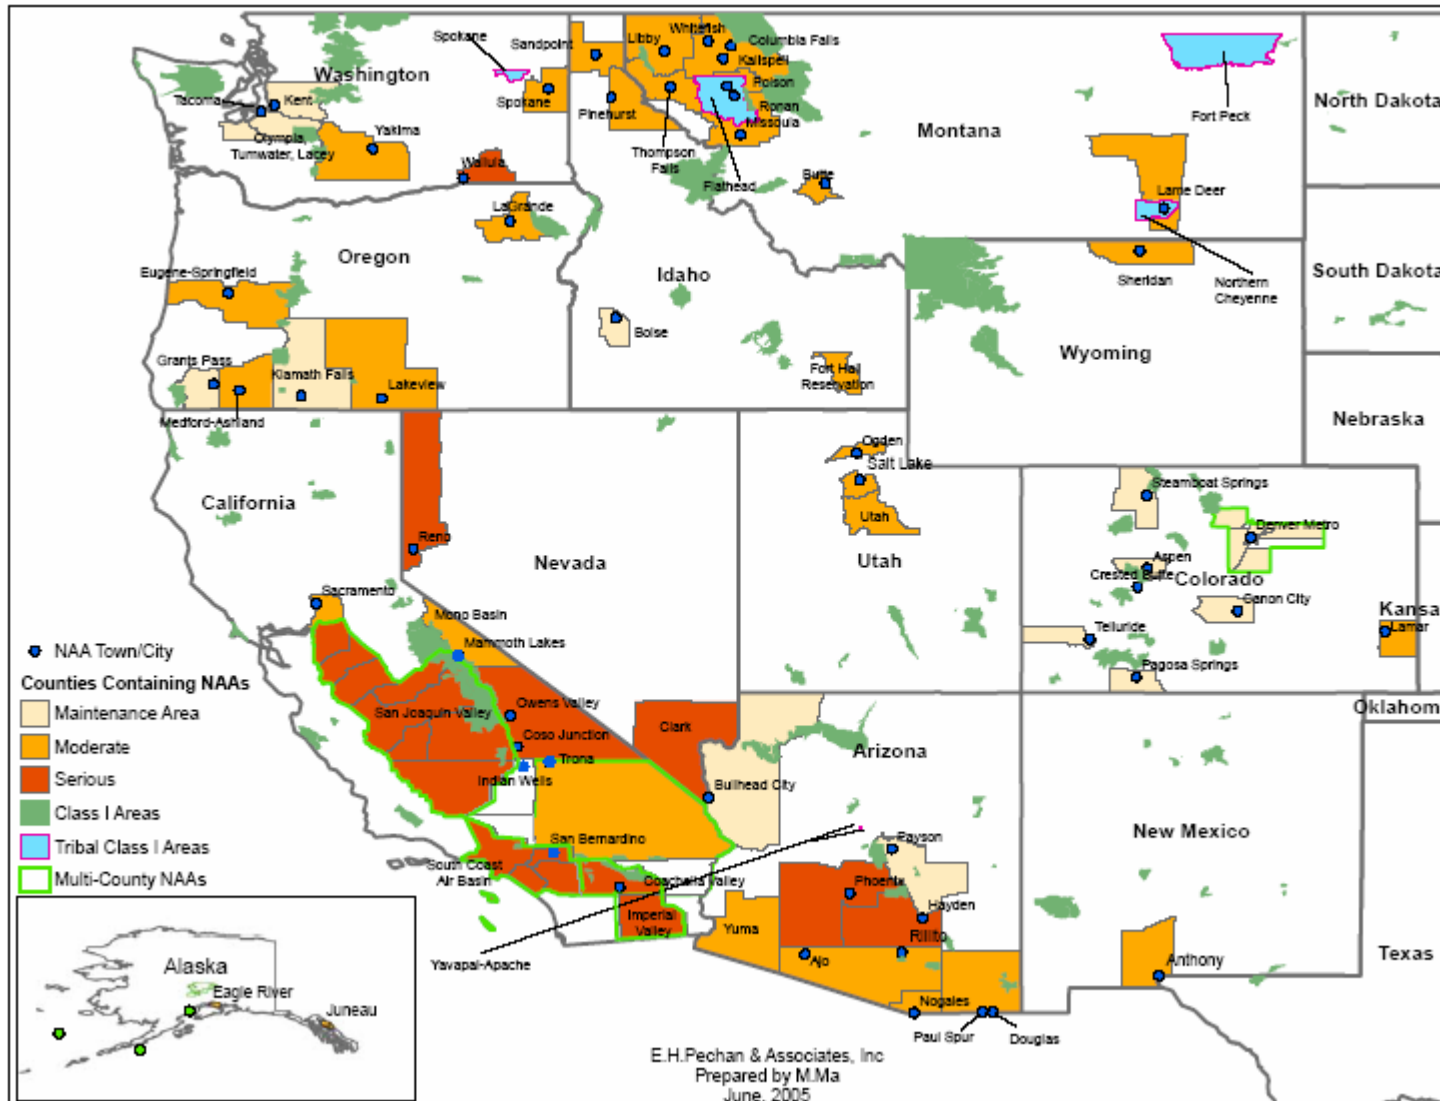 Spokane
Sandpoint
Libby
Whitefish
Columbia Falls
Kalispell
Washington
Tacoma
Kent
Spokane
Pinehurst
Polson
Ronan
Missoula
Fort Peck
North Dakota
Olympia,
Tumwater, Lacey
Yakima
Thompson
Falls
Montana
Wallula
Flathead
Butte
Lame Deer
LaGrande
Oregon
Idaho
Eugene-Springfield
Sheridan
Northern
Cheyenne
South Dakota
Boise
Wyoming
Grants Pass
Klamath Falls
Lakeview
Fort Hall
Reservation
Medford-Ashland
Nebraska
Ogden
Salt Lake
California
Steamboat Springs
Utah
Reno
Denver Metro
Nevada
Utah
Aspen
Crested Butte
Colorado
Sacramento
Mono Basin
Canon City
Kansa
Lamar
Telluride
Mammoth Lakes
Pagosa Springs
NAA Town/City
Counties Containing NAAs
Maintenance Area
Moderate
Serious
Class I Areas
Tribal Class I Areas
Multi-County NAAs
San Joaquin Valley
Owens Valley
Clark
Oklahom
Coso Junction
Arizona
Trona
Indian Wells
Bullhead City
San Bernardino
Payson
New Mexico
South Coast
Air Basin
Coachella Valley
Phoenix
Imperial
Valley
Hayden
Yuma
Rillito
Yavapai-Apache
Ajo
Anthony
Texas
Nogales
Paul Spur
Douglas
Alaska
Eagle River
Juneau
E.H.Pechan & Associates, Inc
Prepared by M.Ma
June, 2005